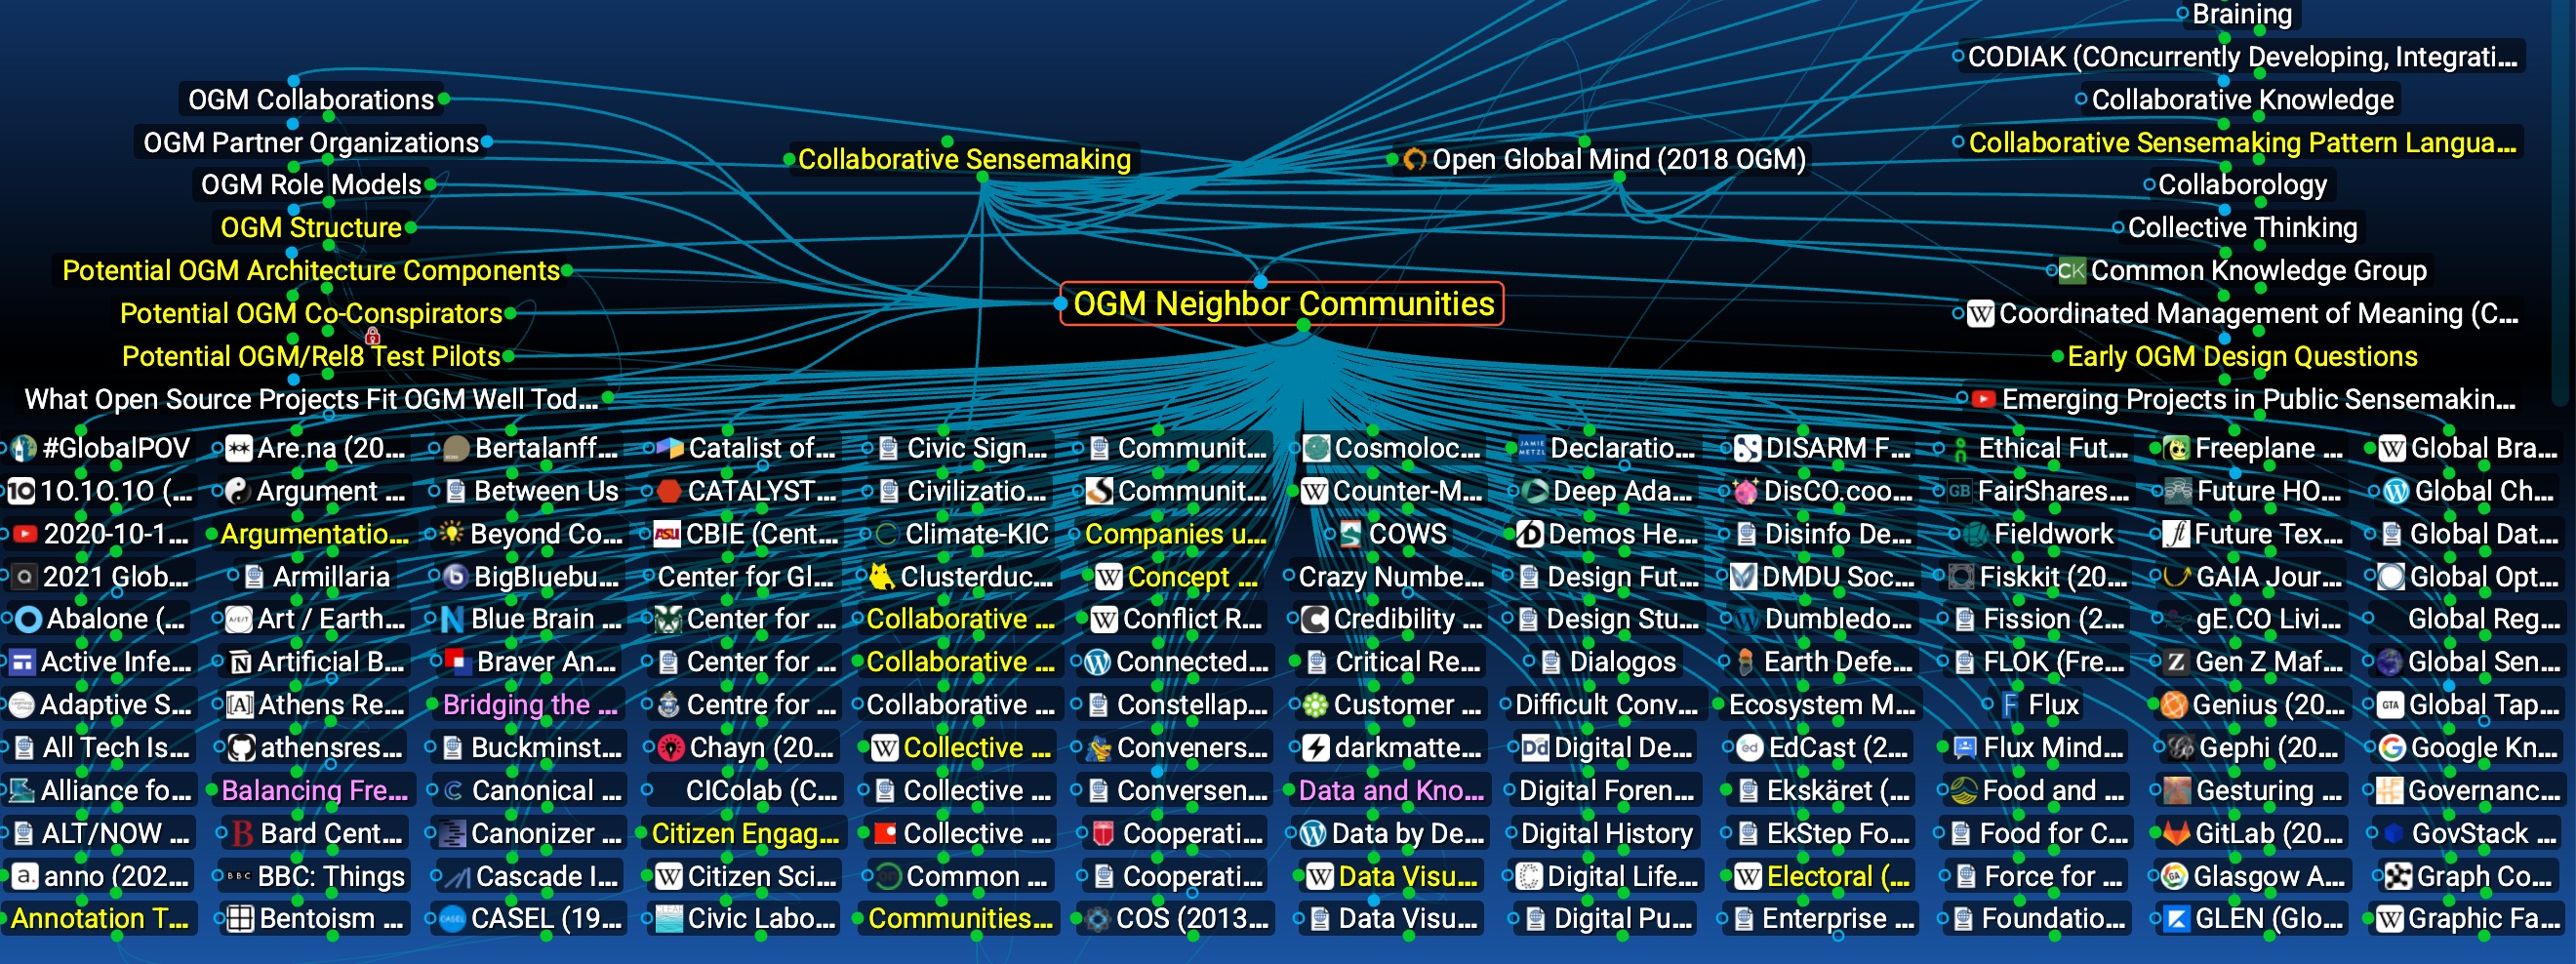 OGM Collaborations
OGM Partner Organizations
OGM Role Models
OGM Structure
Potential OGM Architecture Components
Potential OGM Co-Conspirators
Potential OGM/Rel8 Test Pilots
What Open Source Projects Fit OGM Well Tod...
Collaborative Sensemaking
Open Global Mind (2018 OGM)
OGM Neighbor Communities
Braining
CODIAK (COncurrently Developing, Integrati...
Collaborative Knowledge
Collaborative Sensemaking Pattern Langua...
Collaborology
Collective Thinking
CK Common Knowledge Group
W Coordinated Management of Meaning (C...
Early OGM Design Questions
Emerging Projects in Public Sensemakin...
#GlobalPOV
10 10.10.10 (...
2020-10-1...
2021 Glob...
Abalone (...
Active Infe...
Adaptive S...
All Tech Is...
Alliance fo...
ALT/NOW ...
a. anno (202...
Annotation T...
Are.na (20...
Argument ...
Argumentatio...
Armillaria
A/E/T Art / Earth...
N Artificial B...
[A] Athens Re...
athensres...
Balancing Fre...
B Bard Cent...
BBC BBC: Things
Bentoism ...
Bertalanff...
Between Us
Beyond Co...
b BigBluebu...
N Blue Brain ...
Braver An...
Bridging the ...
Buckminst...
C Canonical ...
Canonizer ...
Cascade I...
CASEL CASEL (19...
Catalist of...
CATALYST...
ASU CBIE (Cent...
Center for Gl...
Center for ...
Center for ...
Centre for ...
Chayn (20...
CIColab (C...
Citizen Engag...
W Citizen Sci...
Civic Labo...
Civic Sign...
Civilizatio...
Climate-KIC
Clusterduc...
Collaborative ...
Collaborative ...
Collaborative ...
W Collective ...
Collective ...
Collective ...
Common ...
Communities...
Communit...
Communit...
Companies u...
W Concept ...
W Conflict R...
Connected...
Constellap...
Conveners...
Conversen...
Cooperati...
Cooperati...
COS (2013...
Cosmoloc...
W Counter-M...
COWS
Crazy Numbe...
C Credibility ...
Critical Re...
Customer ...
darkmatte...
Data and Kno...
Data by De...
W Data Visu...
Data Visu...
JAMIE METZL Declaratio...
Deep Ada...
D Demos He...
Design Fut...
Design Stu...
Dialogos
Difficult Conv...
Dd Digital De...
Digital Foren...
Digital History
Digital Life...
Digital Pu...
DISARM F...
DisCO.coo...
Disinfo De...
DMDU Soc...
Dumbledo...
Earth Defe...
Ecosystem M...
ed EdCast (2...
Ekskäret (...
EkStep Fo...
W Electoral (...
Enterprise ...
Ethical Fut...
GB FairShares...
Fieldwork
Fiskkit (20...
Fission (2...
FLOK (Fre...
F Flux
Flux Mind...
Food and ...
Food for C...
Force for ...
Foundatio...
Freeplane ...
Future HO...
ft Future Tex...
GAIA Jour...
gE.CO Livi...
Z Gen Z Maf...
Genius (20...
Gephi (20...
Gesturing ...
GitLab (20...
GA Glasgow A...
GLEN (Glo...
W Global Bra...
Global Ch...
Global Dat...
Global Opt...
Global Reg...
Global Sen...
GTA Global Tap...
G Google Kn...
Governanc...
GovStack ...
Graph Co...
W Graphic Fa...